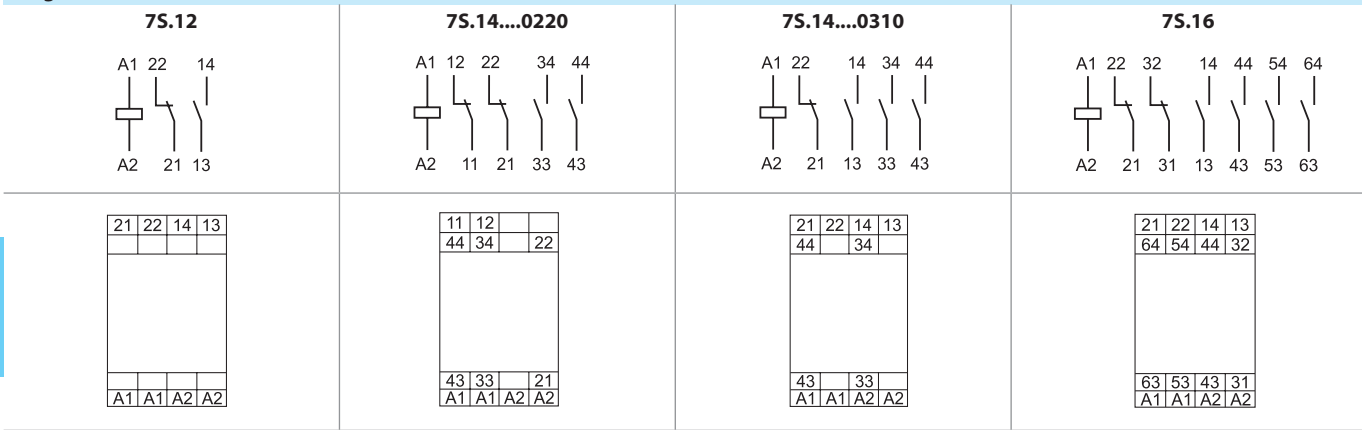 7S.12
7S.14....0220
7S.14....0310
7S.16
A1 22 14
A2 21 13
A1 12 22 34 44
A2 11 21 33 43
A1 22 14 34 44
A2 21 13 33 43
A1 22 32 14 44 54 64
A2 21 31 13 43 53 63
21 22 14 13
A1 A1 A2 A2
11 12
44 34 22
43 33 21
A1 A1 A2 A2
21 22 14 13
44 34
43 33
A1 A1 A2 A2
21 22 14 13
64 54 44 32
63 53 43 31
A1 A1 A2 A2